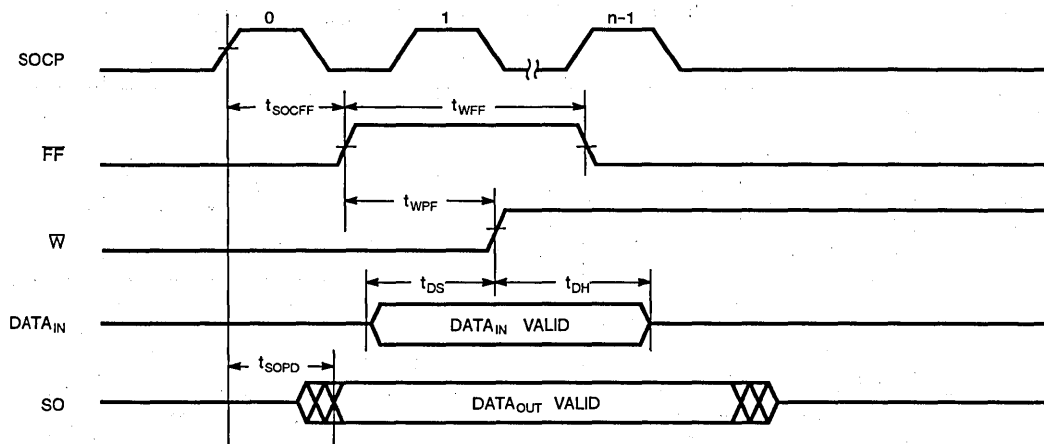 0 1 n-1
SOCP
tSOCFF tWFF
FF
tWPF
W
tDS tDH
DATAIN DATAIN VALID
tSOPD
SO DATAOUT VALID